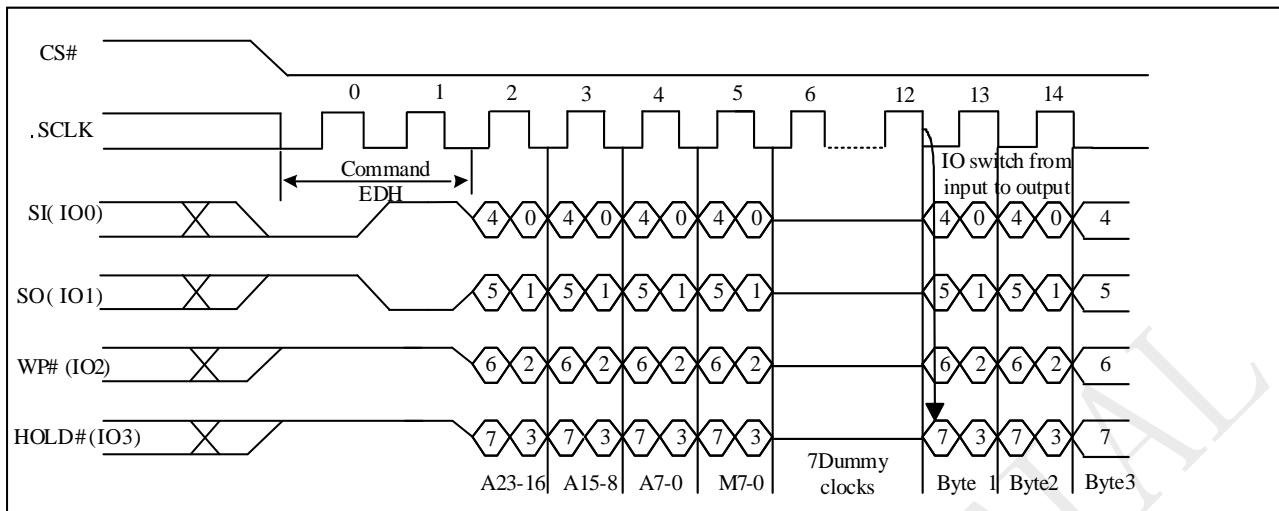 CS#
0 1 2 3 4 5 6 12 13 14
.SCLK
Command
EDH
IO switch from
input to output
SI( IO0)
4 0 4 0 4 0 4 0 4 0 4 0 4
SO( IO1)
5 1 5 1 5 1 5 1 5 1 5 1 5
WP# (IO2)
6 2 6 2 6 2 6 2 6 2 6 2 6
HOLD# (IO3)
7 3 7 3 7 3 7 3 7 3 7 3 7
A23-16 A15-8 A7-0 M7-0
7Dummy
clocks
Byte 1 Byte2 Byte3
TIAL